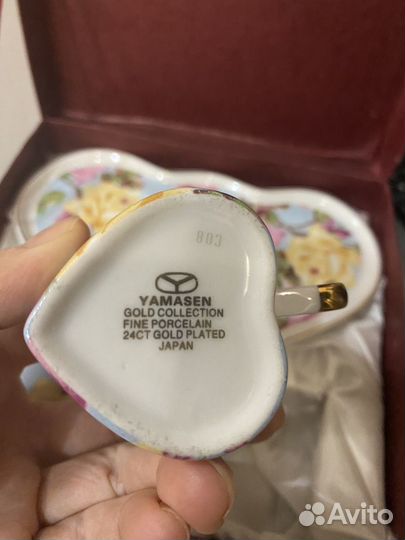 803
YAMASEN
GOLD COLLECTION
FINE PORCELAIN
24CT GOLD PLATED
JAPAN
Avito